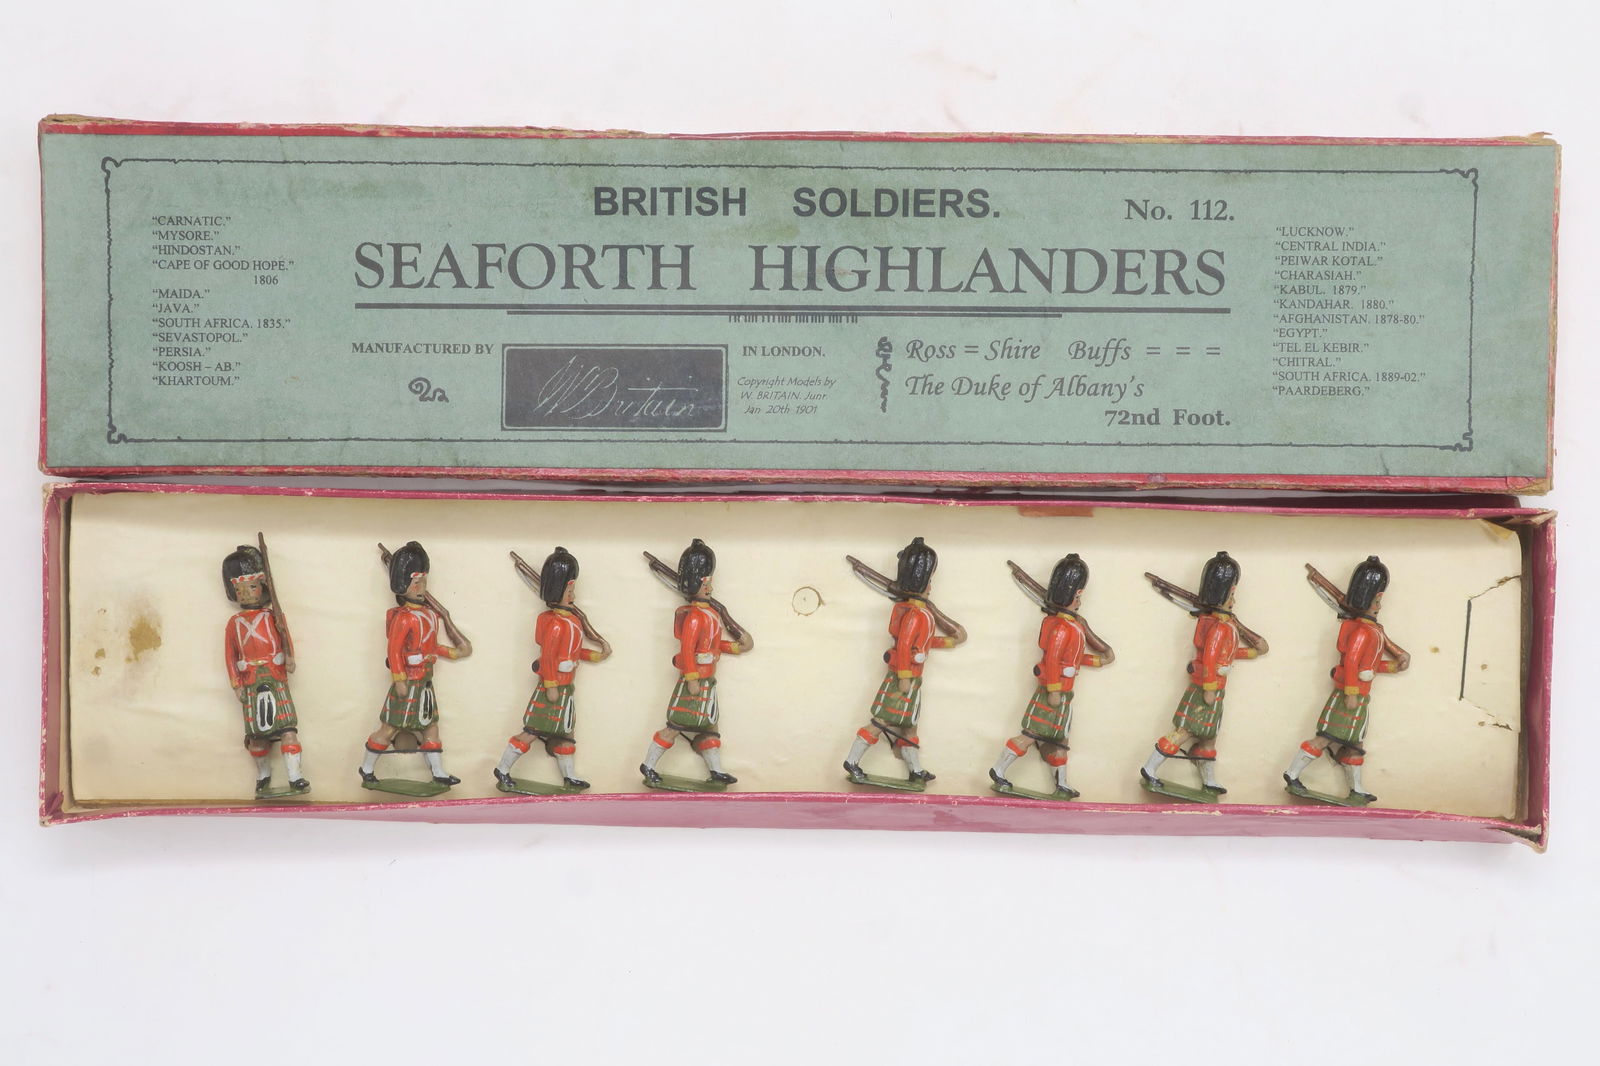 BRITISH SOLDIERS.
No. 112.
SEAFORTH HIGHLANDERS
"CARNATIC."
"MYSORE."
"HINDOSTAN."
"CAPE OF GOOD HOPE."
1806
"MAIDA."
"JAVA."
"SOUTH AFRICA. 1835."
"SEVASTOPOL."
"PERSIA."
"KOOSH – AB."
"KHARTOUM."
MANUFACTURED BY
W Britain
IN LONDON.
Copyright Models by
W. BRITAIN. Junr.
Jan 20th 1901
Ross = Shire Buffs = = =
The Duke of Albany's
72nd Foot.
"LUCKNOW."
"CENTRAL INDIA."
"PEIWAR KOTAL."
"CHARASIAH."
"KABUL. 1879."
"KANDAHAR. 1880."
"AFGHANISTAN. 1878-80."
"EGYPT."
"TEL EL KEBIR."
"CHITRAL."
"SOUTH AFRICA. 1889-02."
"PAARDEBERG."